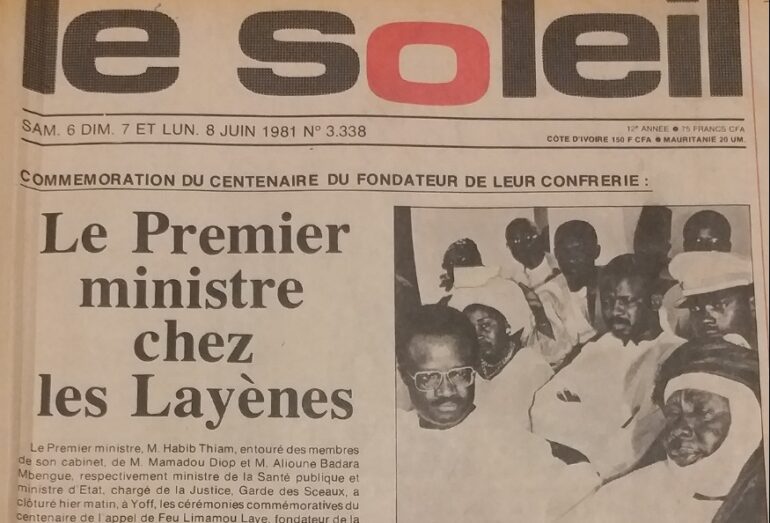 le soleil
SAM. 6 DIM. 7 ET LUN. 8 JUIN 1981 N° 3.338
12e ANNEE ● 75 FRANCS CFA
CÔTE D'IVOIRE 150 F CFA ● MAURITANIE 20 UM.
COMMEMORATION DU CENTENAIRE DU FONDATEUR DE LEUR CONFRERIE :
Le Premier
ministre
chez
les Layènes
Le Premier ministre, M. Habib Thiam, entouré des membres
de son cabinet, de M. Mamadou Diop et M. Alioune Badara
Mbengue, respectivement ministre de la Santé publique et
ministre d'Etat, chargé de la Justice, Garde des Sceaux, a
clôturé hier matin, à Yoff, les cérémonies commémoratives du
centenaire de l'appel de Feu Limamou Laye, fondateur de la